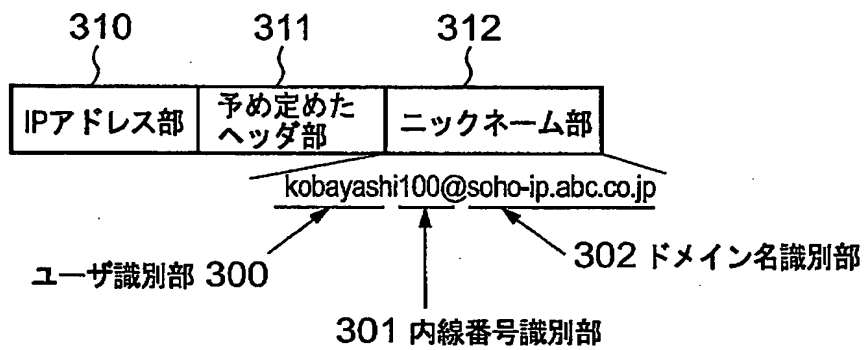 310 311 312
IPアドレス部 予め定めた ニックネーム部
ヘッダ部
kobayashi100@soho-ip.abc.co.jp
ユーザ識別部 300 302 ドメイン名識別部
301 内線番号識別部